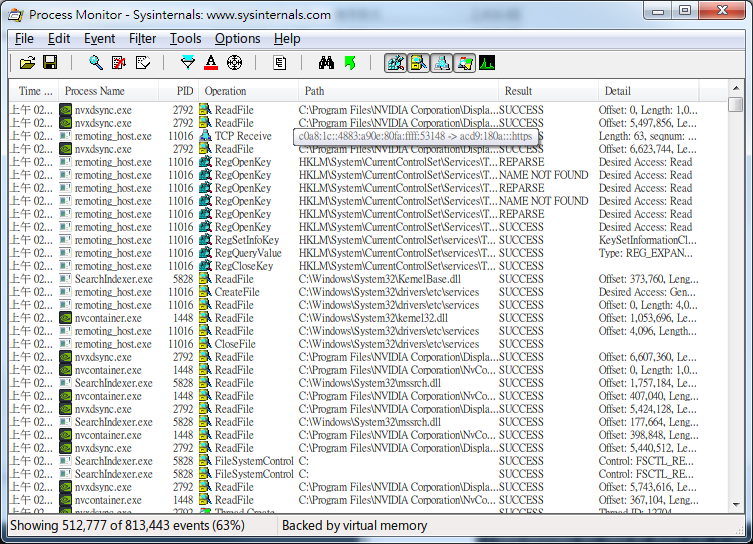 Process Monitor - Sysinternals: www.sysinternals.com
File Edit Event Filter Tools Options Help
Time ... Process Name PID Operation Path Result Detail
上午 02... nvxdsync.exe 2792 ReadFile C:\Program Files\NVIDIA Corporation\Displa... SUCCESS Offset: 0, Length: 1,0...
上午 02... nvxdsync.exe 2792 ReadFile C:\Program Files\NVIDIA Corporation\Displa... SUCCESS Offset: 5,497,856, Le...
上午 02... remoting_host.exe 11016 TCP Receive c0a8:1c::4883:a90e:80fa:ffff:53148 -> acd9:180a:::https SUCCESS Length: 63, seqnum: ...
上午 02... nvxdsync.exe 2792 ReadFile C:\Program Files\NVIDIA Corporation\Displa... SUCCESS Offset: 6,623,744, Le...
上午 02... remoting_host.exe 11016 RegOpenKey HKLM\System\CurrentControlSet\Services\T... REPARSE Desired Access: Read
上午 02... remoting_host.exe 11016 RegOpenKey HKLM\System\CurrentControlSet\Services\T... NAME NOT FOUND Desired Access: Read
上午 02... remoting_host.exe 11016 RegOpenKey HKLM\System\CurrentControlSet\Services\T... REPARSE Desired Access: Read
上午 02... remoting_host.exe 11016 RegOpenKey HKLM\System\CurrentControlSet\Services\T... NAME NOT FOUND Desired Access: Read
上午 02... remoting_host.exe 11016 RegOpenKey HKLM\System\CurrentControlSet\Services\T... REPARSE Desired Access: Read
上午 02... remoting_host.exe 11016 RegOpenKey HKLM\System\CurrentControlSet\services\T... SUCCESS Desired Access: Read
上午 02... remoting_host.exe 11016 RegSetInfoKey HKLM\System\CurrentControlSet\services\T... SUCCESS KeySetInformationCl...
上午 02... remoting_host.exe 11016 RegQueryValue HKLM\System\CurrentControlSet\services\T... SUCCESS Type: REG_EXPAN...
上午 02... remoting_host.exe 11016 RegCloseKey HKLM\System\CurrentControlSet\services\T... SUCCESS
上午 02... SearchIndexer.exe 5828 ReadFile C:\Windows\System32\KernelBase.dll SUCCESS Offset: 373,760, Leng...
上午 02... remoting_host.exe 11016 CreateFile C:\Windows\System32\drivers\etc\services SUCCESS Desired Access: Gen...
上午 02... remoting_host.exe 11016 ReadFile C:\Windows\System32\drivers\etc\services SUCCESS Offset: 0, Length: 4,0...
上午 02... nvcontainer.exe 1448 ReadFile C:\Windows\System32\kernel32.dll SUCCESS Offset: 1,053,696, Le...
上午 02... remoting_host.exe 11016 ReadFile C:\Windows\System32\drivers\etc\services SUCCESS Offset: 4,096, Length...
上午 02... remoting_host.exe 11016 CloseFile C:\Windows\System32\drivers\etc\services SUCCESS
上午 02... nvxdsync.exe 2792 ReadFile C:\Program Files\NVIDIA Corporation\Displa... SUCCESS Offset: 6,607,360, Le...
上午 02... nvcontainer.exe 1448 ReadFile C:\Program Files\NVIDIA Corporation\NvCo... SUCCESS Offset: 0, Length: 1,0...
上午 02... SearchIndexer.exe 5828 ReadFile C:\Windows\System32\mssrch.dll SUCCESS Offset: 1,757,184, Le...
上午 02... nvcontainer.exe 1448 ReadFile C:\Program Files\NVIDIA Corporation\NvCo... SUCCESS Offset: 407,040, Leng...
上午 02... nvxdsync.exe 2792 ReadFile C:\Program Files\NVIDIA Corporation\Displa... SUCCESS Offset: 5,424,128, Le...
上午 02... SearchIndexer.exe 5828 ReadFile C:\Windows\System32\mssrch.dll SUCCESS Offset: 177,664, Leng...
上午 02... nvcontainer.exe 1448 ReadFile C:\Program Files\NVIDIA Corporation\NvCo... SUCCESS Offset: 398,848, Leng...
上午 02... nvxdsync.exe 2792 ReadFile C:\Program Files\NVIDIA Corporation\Displa... SUCCESS Offset: 5,440,512, Le...
上午 02... SearchIndexer.exe 5828 FileSystemControl C: SUCCESS Control: FSCTL_RE...
上午 02... SearchIndexer.exe 5828 FileSystemControl C: SUCCESS Control: FSCTL_RE...
上午 02... nvxdsync.exe 2792 ReadFile C:\Program Files\NVIDIA Corporation\Displa... SUCCESS Offset: 5,743,616, Le...
上午 02... nvcontainer.exe 1448 ReadFile C:\Program Files\NVIDIA Corporation\NvCo... SUCCESS Offset: 367,104, Leng...
上午 02... nvxdsync.exe 2792 Thread Create SUCCESS Thread ID: 12704
Showing 512,777 of 813,443 events (63%) Backed by virtual memory